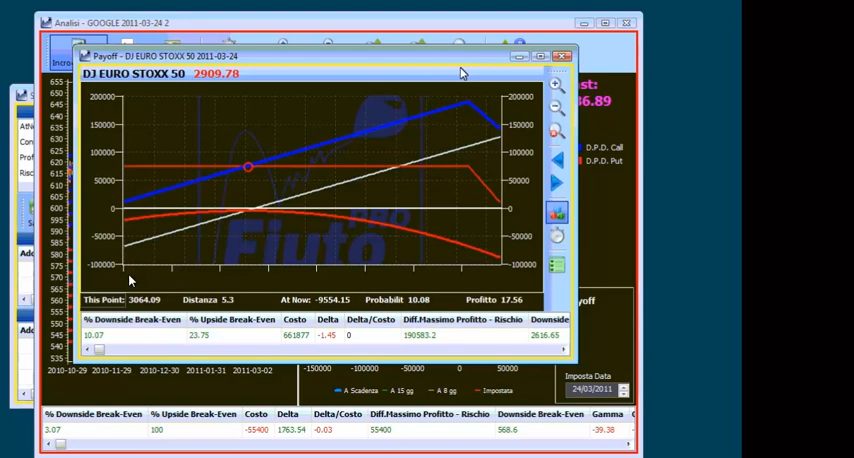 Analisi - GOOGLE 2011-03-24 2
Payoff - DJ EURO STOXX 50 2011-03-24
DJ EURO STOXX 50 2909.78
200000
150000
100000
50000
0
-50000
-100000
200000
150000
100000
50000
0
-50000
-100000
PRO
Fiuto
This Point: 3064.09 Distanza 5.3 At Now: -9554.15 Probabilit 10.08 Profitto 17.56
% Downside Break-Even % Upside Break-Even Costo Delta Delta/Costo Diff.Massimo Profitto - Rischio Downside
10.07 23.75 661877 -1.45 0 190583.2 2616.65
D.P.D. Call
D.P.D. Put
655
650
645
640
635
630
625
620
615
610
605
600
595
590
585
580
575
570
565
560
555
550
545
540
535
2010-10-29 2010-11-29 2010-12-30 2011-01-31 2011-03-02
-150000 -100000 -50000 0 50000
A Scadenza A 15 gg A 8 gg Impostata
Imposta Data
24/03/2011
% Downside Break-Even % Upside Break-Even Costo Delta Delta/Costo Diff.Massimo Profitto - Rischio Downside Break-Even Gamma
3.07 100 -55400 1763.54 -0.03 55400 568.6 -39.38